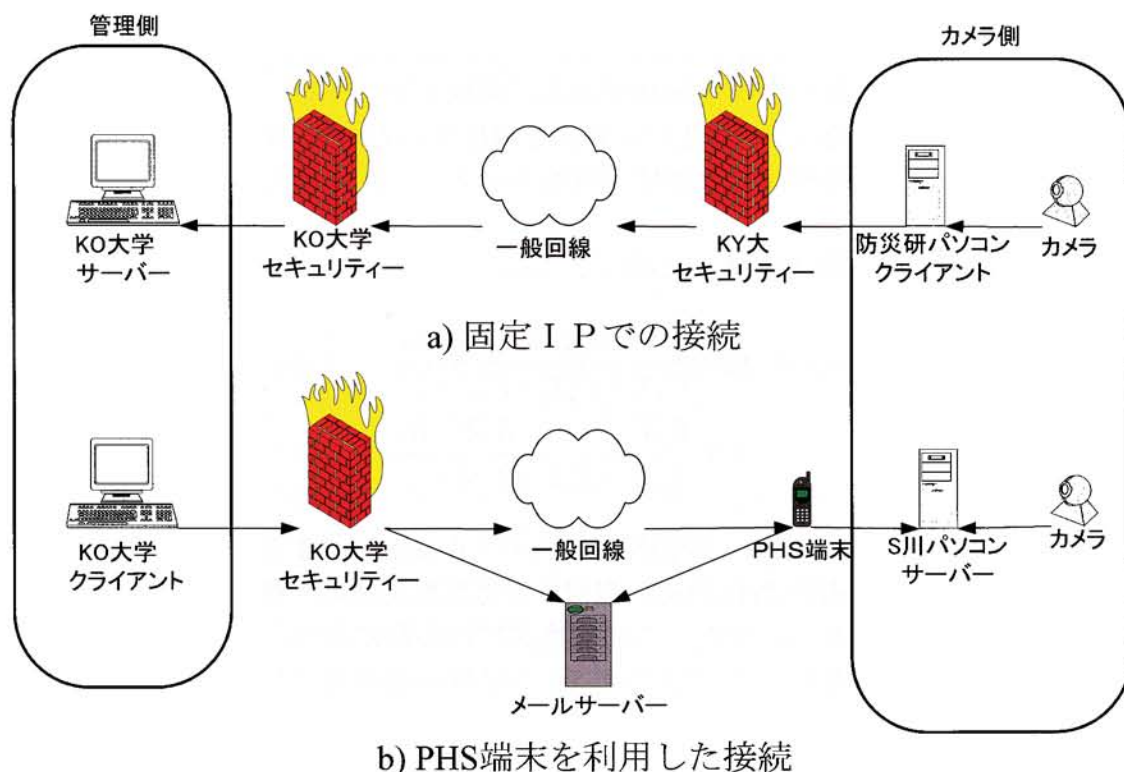 管理側
カメラ側
KO大学
サーバー
KO大学
セキュリティー
一般回線
KY大
セキュリティー
防災研パソコン
クライアント
カメラ
a) 固定ＩＰでの接続
KO大学
クライアント
KO大学
セキュリティー
一般回線
PHS端末
S川パソコン
サーバー
カメラ
メールサーバー
b) PHS端末を利用した接続